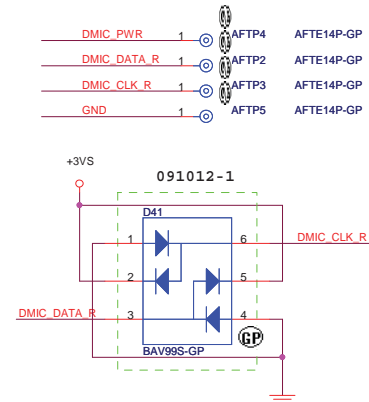 DMIC_PWR 1 AFTP4 AFTE14P-GP
DMIC_DATA_R 1 AFTP2 AFTE14P-GP
DMIC_CLK_R 1 AFTP3 AFTE14P-GP
GND 1 AFTP5 AFTE14P-GP
+3VS
091012-1
D41
1 6 DMIC_CLK_R
2 5
DMIC_DATA_R 3 4
GP
BAV99S-GP